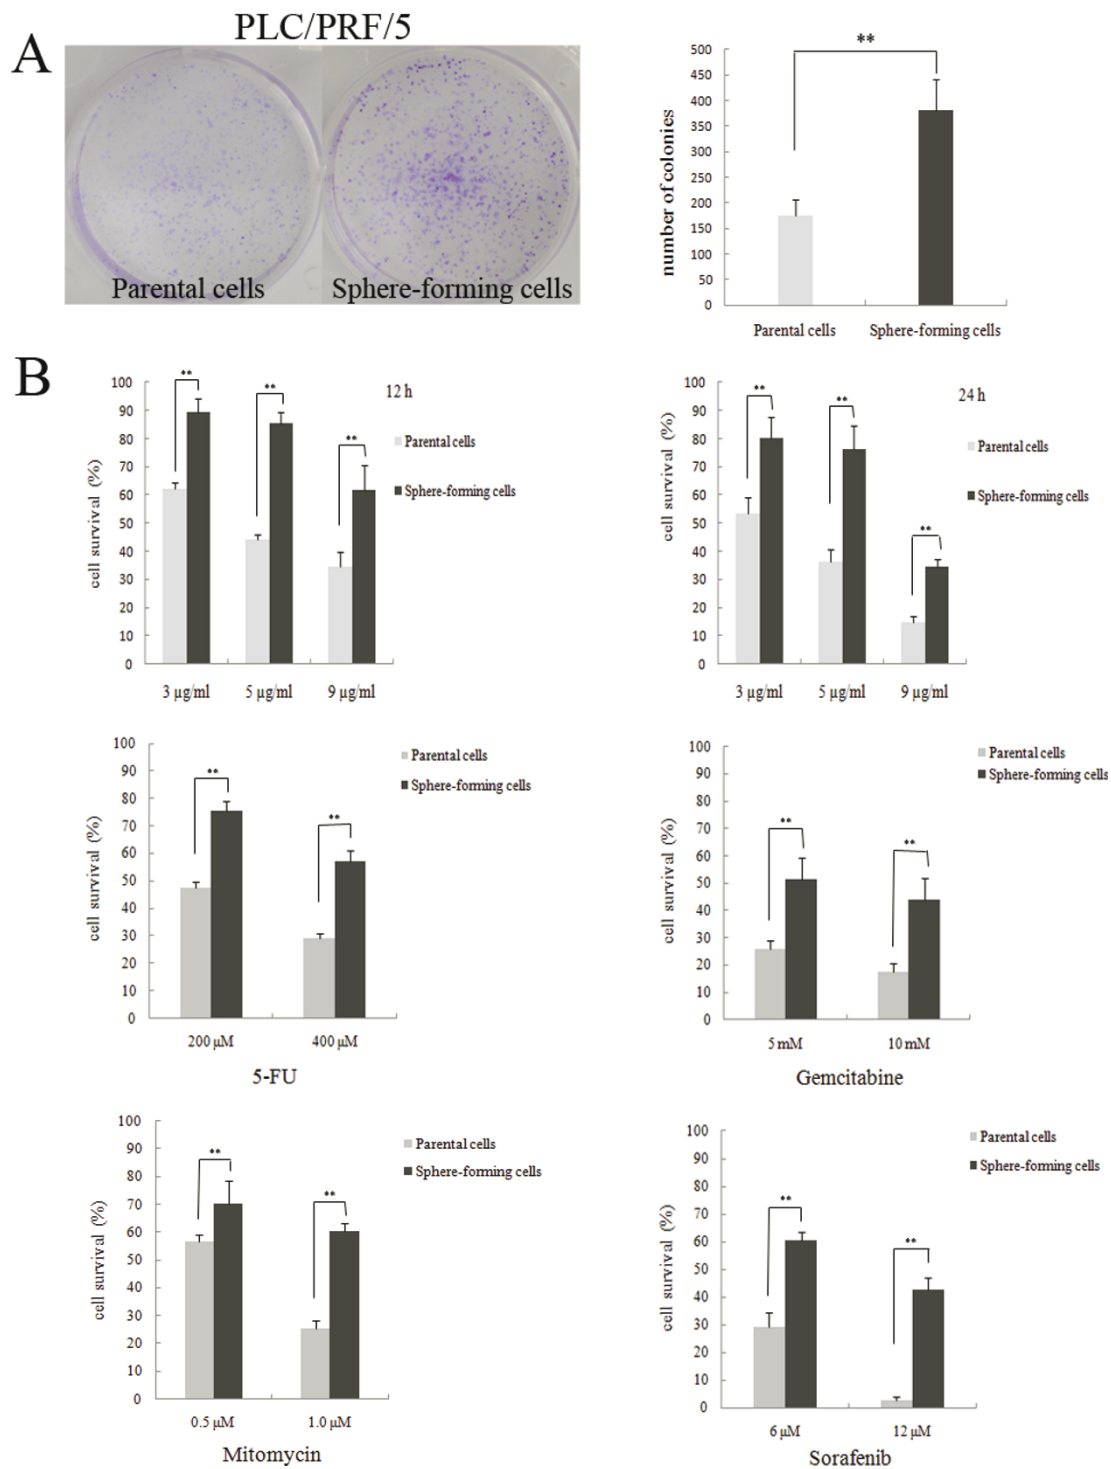 PLC/PRF/5
A
Parental cells
Sphere-forming cells
**
500
450
400
350
300
250
200
150
100
50
0
number of colonies
Parental cells
Sphere-forming cells
B
100
90
80
70
60
50
40
30
20
10
0
cell survival (%)
12 h
**
**
**
Parental cells
Sphere-forming cells
3 µg/ml
5 µg/ml
9 µg/ml
100
90
80
70
60
50
40
30
20
10
0
cell survival (%)
24 h
**
**
**
Parental cells
Sphere-forming cells
3 µg/ml
5 µg/ml
9 µg/ml
100
90
80
70
60
50
40
30
20
10
0
cell survival (%)
**
**
Parental cells
Sphere-forming cells
200 µM
400 µM
5-FU
100
90
80
70
60
50
40
30
20
10
0
cell survival (%)
**
**
Parental cells
Sphere-forming cells
5 mM
10 mM
Gemcitabine
100
90
80
70
60
50
40
30
20
10
0
cell survival (%)
**
**
Parental cells
Sphere-forming cells
0.5 µM
1.0 µM
Mitomycin
100
90
80
70
60
50
40
30
20
10
0
cell survival (%)
**
**
Parental cells
Sphere-forming cells
6 µM
12 µM
Sorafenib